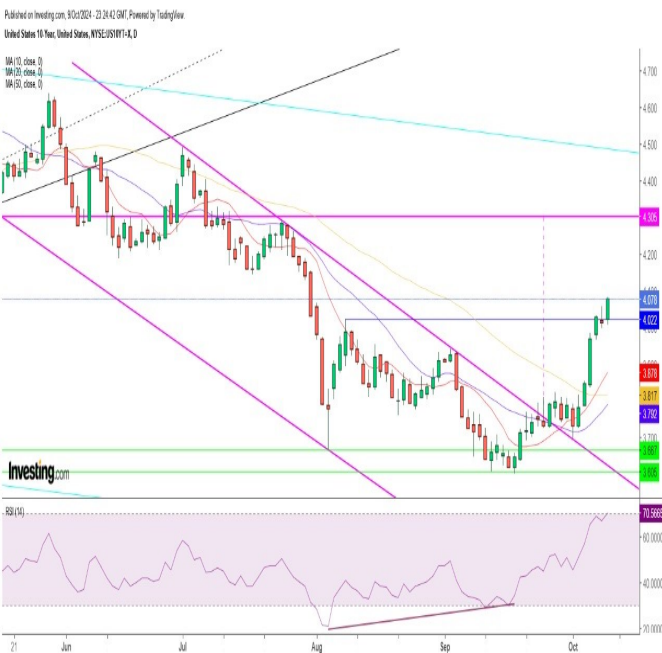 Published on Investing.com, 9/Oct/2024 - 23:24:42 GMT, Powered by TradingView.
United States 10-Year, United States, NYSE:US10YT=X, D
MA (10, close, 0)
MA (20, close, 0)
MA (50, close, 0)
4.700
4.500
4.400
4.305
4.200
4.078
4.022
3.878
3.817
3.792
3.700
3.667
3.605
Investing.com
RSI (14)
70.5668
60.0000
40.0000
20.0000
21
Jun
Jul
Aug
Sep
Oct